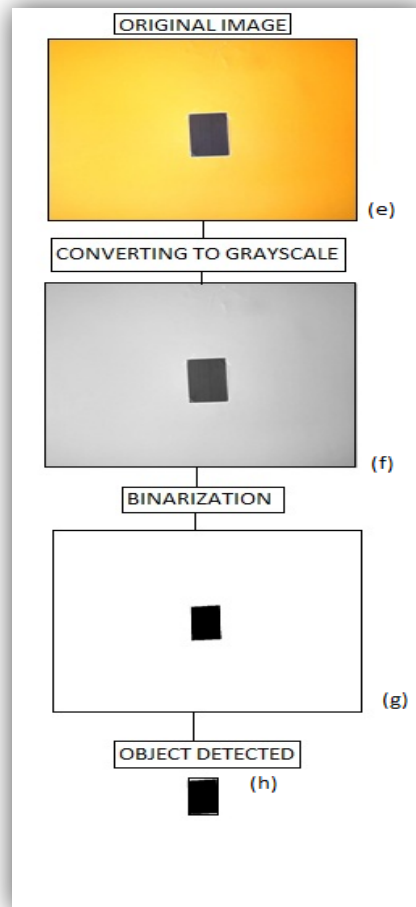 ORIGINAL IMAGE
(e)
CONVERTING TO GRAYSCALE
(f)
BINARIZATION
(g)
OBJECT DETECTED
(h)